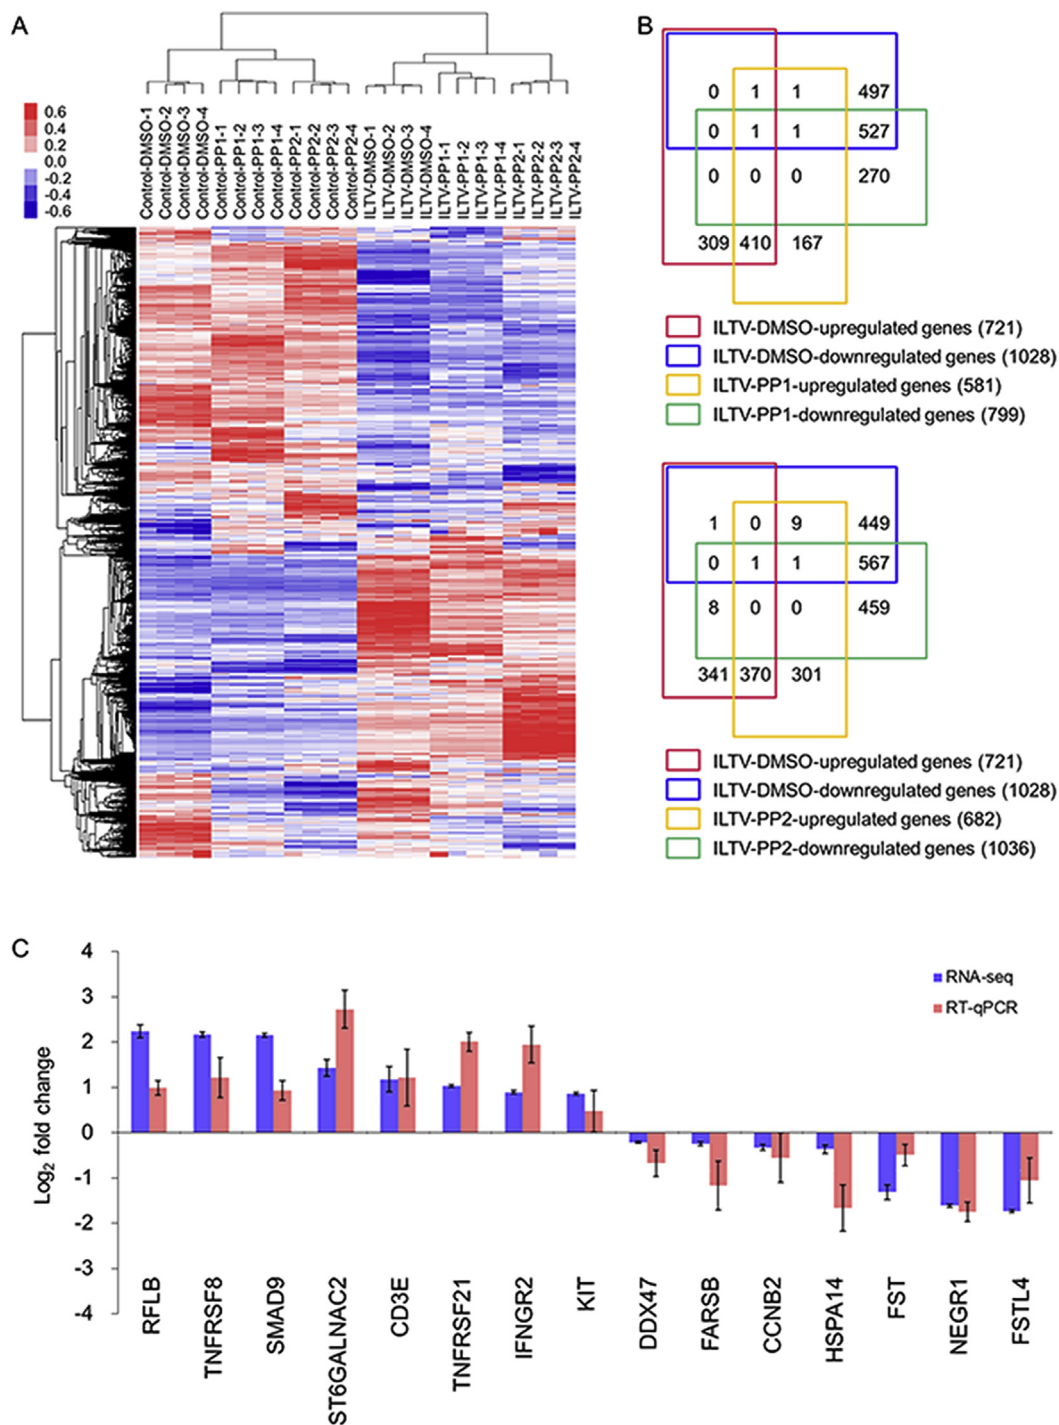 A
B
Control-DMSO-1
Control-DMSO-2
Control-DMSO-3
Control-DMSO-4
Control-PP1-1
Control-PP1-2
Control-PP1-3
Control-PP1-4
Control-PP2-1
Control-PP2-2
Control-PP2-3
Control-PP2-4
ILTV-DMSO-1
ILTV-DMSO-2
ILTV-DMSO-3
ILTV-DMSO-4
ILTV-PP1-1
ILTV-PP1-2
ILTV-PP1-3
ILTV-PP1-4
ILTV-PP2-1
ILTV-PP2-2
ILTV-PP2-3
ILTV-PP2-4
0.6
0.4
0.2
0.0
-0.2
-0.4
-0.6
0 1 1 497
0 1 1 527
0 0 0 270
309 410 167
ILTV-DMSO-upregulated genes (721)
ILTV-DMSO-downregulated genes (1028)
ILTV-PP1-upregulated genes (581)
ILTV-PP1-downregulated genes (799)
1 0 9 449
0 1 1 567
8 0 0 459
341 370 301
ILTV-DMSO-upregulated genes (721)
ILTV-DMSO-downregulated genes (1028)
ILTV-PP2-upregulated genes (682)
ILTV-PP2-downregulated genes (1036)
C
Log2 fold change
4
3
2
1
0
-1
-2
-3
-4
RNA-seq
RT-qPCR
RFLB
TNFRSF8
SMAD9
ST6GALNAC2
CD3E
TNFRSF21
IFNGR2
KIT
DDX47
FARSB
CCNB2
HSPA14
FST
NEGR1
FSTL4